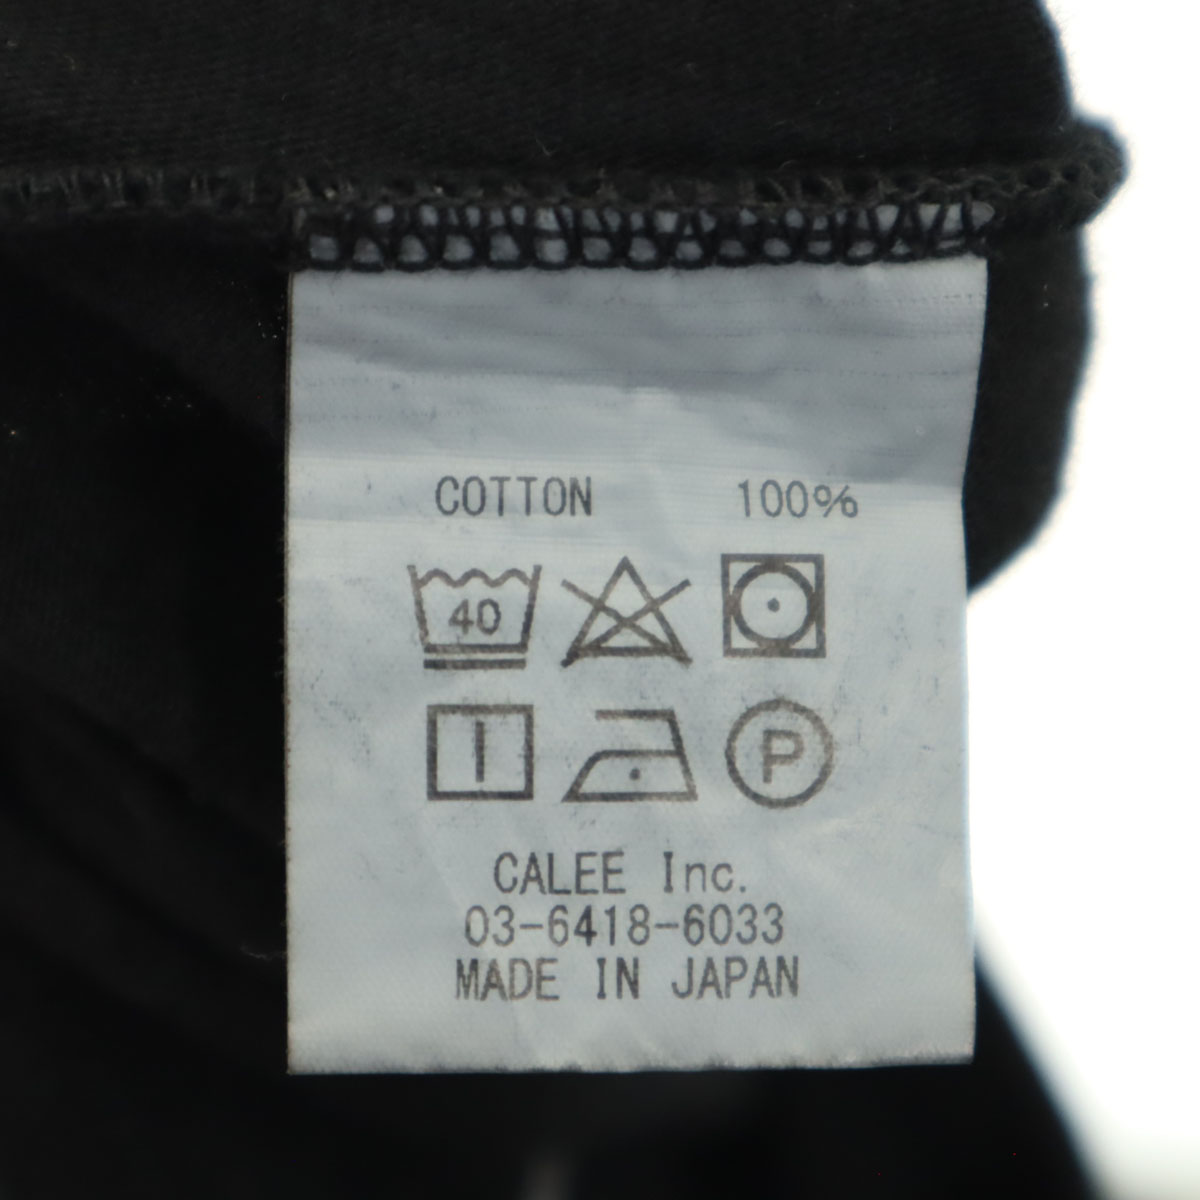 COTTON 100%
40
P
CALEE Inc.
03-6418-6033
MADE IN JAPAN